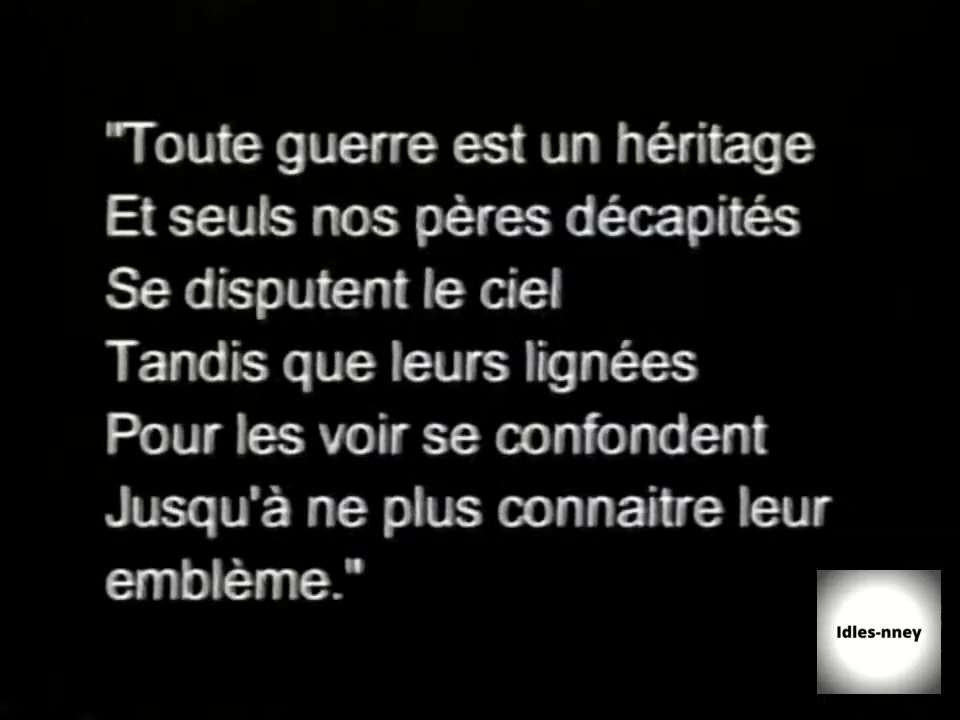 "Toute guerre est un héritage
Et seuls nos pères décapités
Se disputent le ciel
Tandis que leurs lignées
Pour les voir se confondent
Jusqu'à ne plus connaitre leur
emblème."
Idles-nney